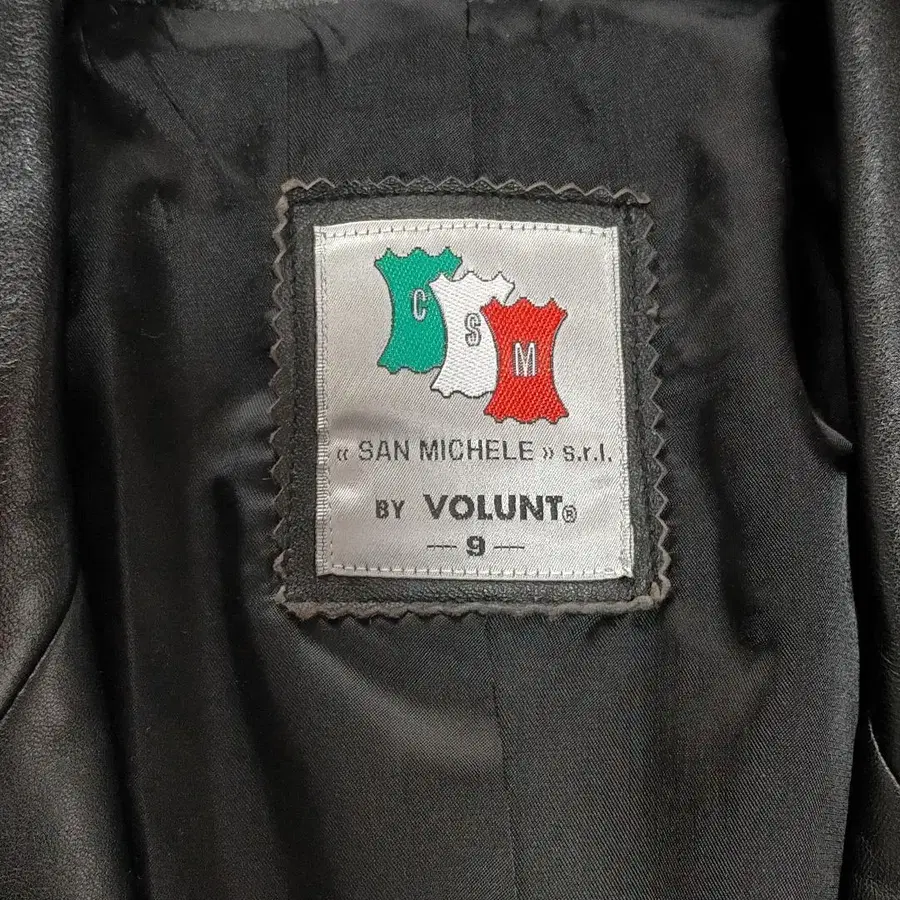 C S M
« SAN MICHELE » s.r.l.
BY VOLUNT®
— 9 —